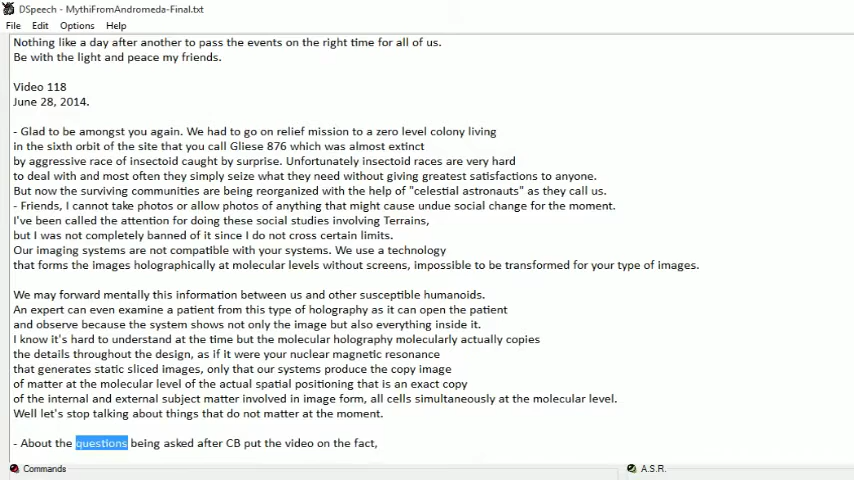 DSpeech - MythiFromAndromeda-Final.txt
File Edit Options Help
Nothing like a day after another to pass the events on the right time for all of us.
Be with the light and peace my friends.
Video 118
June 28, 2014.
- Glad to be amongst you again. We had to go on relief mission to a zero level colony living
in the sixth orbit of the site that you call Gliese 876 which was almost extinct
by aggressive race of insectoid caught by surprise. Unfortunately insectoid races are very hard
to deal with and most often they simply seize what they need without giving greatest satisfactions to anyone.
But now the surviving communities are being reorganized with the help of "celestial astronauts" as they call us.
- Friends, I cannot take photos or allow photos of anything that might cause undue social change for the moment.
I've been called the attention for doing these social studies involving Terrains,
but I was not completely banned of it since I do not cross certain limits.
Our imaging systems are not compatible with your systems. We use a technology
that forms the images holographically at molecular levels without screens, impossible to be transformed for your type of images.
We may forward mentally this information between us and other susceptible humanoids.
An expert can even examine a patient from this type of holography as it can open the patient
and observe because the system shows not only the image but also everything inside it.
I know it's hard to understand at the time but the molecular holography molecularly actually copies
the details throughout the design, as if it were your nuclear magnetic resonance
that generates static sliced images, only that our systems produce the copy image
of matter at the molecular level of the actual spatial positioning that is an exact copy
of the internal and external subject matter involved in image form, all cells simultaneously at the molecular level.
Well let's stop talking about things that do not matter at the moment.
- About the questions being asked after CB put the video on the fact,
Commands A.S.R.